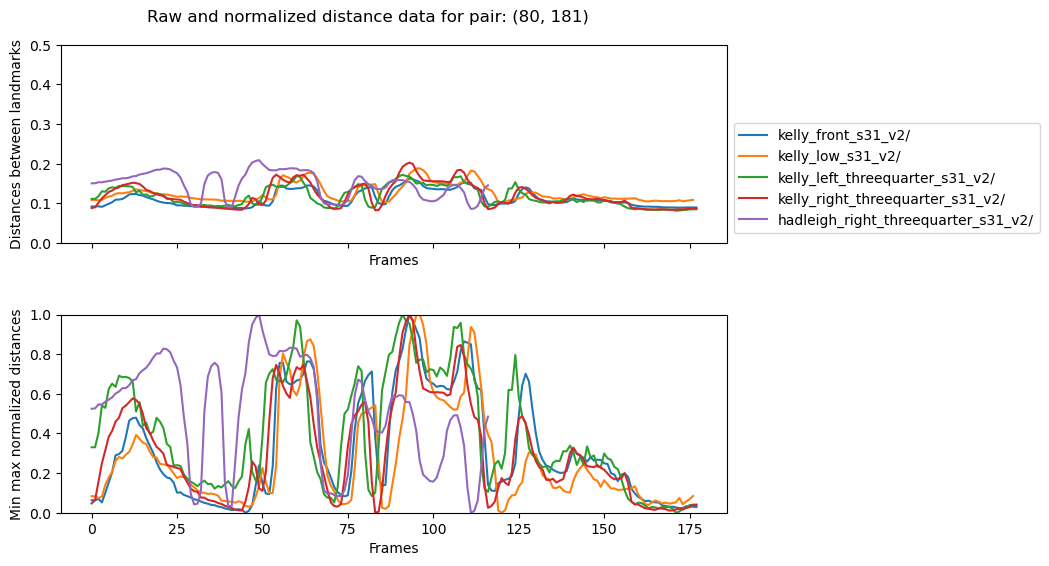 Raw and normalized distance data for pair: (80, 181)
Distances between landmarks
0.5
0.4
0.3
0.2
0.1
0.0
Frames
kelly_front_s31_v2/
kelly_low_s31_v2/
kelly_left_threequarter_s31_v2/
kelly_right_threequarter_s31_v2/
hadleigh_right_threequarter_s31_v2/
Min max normalized distances
1.0
0.8
0.6
0.4
0.2
0.0
0 25 50 75 100 125 150 175
Frames